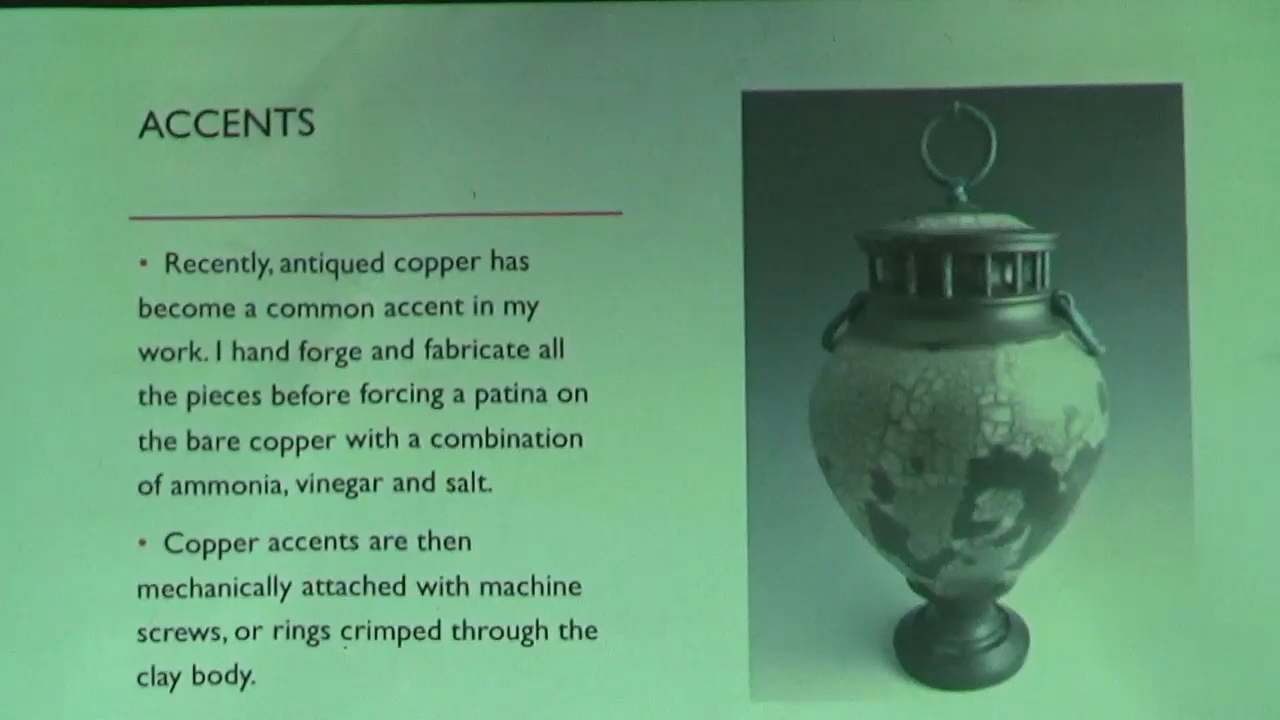 ACCENTS
• Recently, antiqued copper has
become a common accent in my
work. I hand forge and fabricate all
the pieces before forcing a patina on
the bare copper with a combination
of ammonia, vinegar and salt.
• Copper accents are then
mechanically attached with machine
screws, or rings crimped through the
clay body.